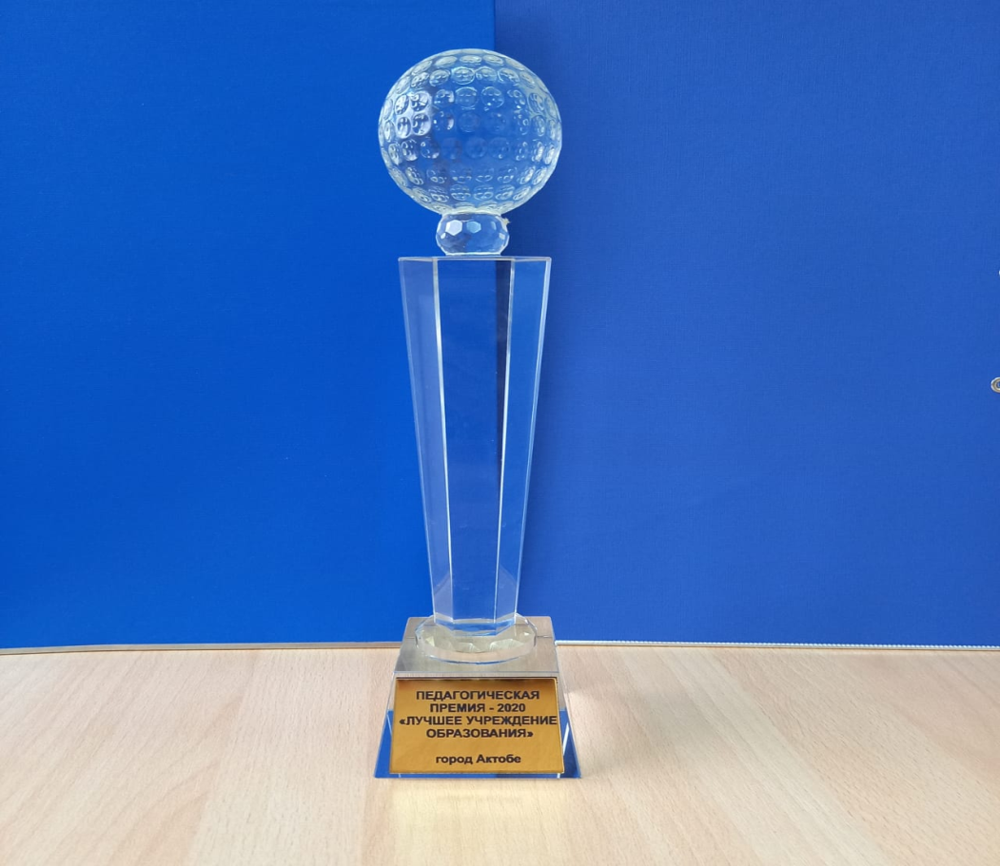 ПЕДАГОГИЧЕСКАЯ
ПРЕМИЯ - 2020
«ЛУЧШЕЕ УЧРЕЖДЕНИЕ
ОБРАЗОВАНИЯ»
город Актобе